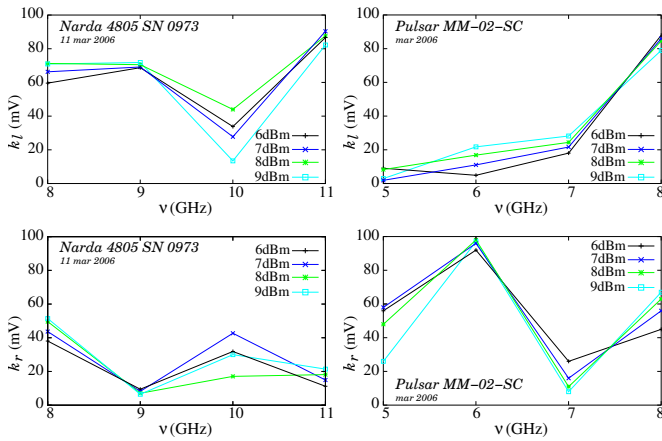 Narda 4805 SN 0973
11 mar 2006
100
80
60
40
20
0
k_l (mV)
6dBm
7dBm
8dBm
9dBm
8 9 10 11
ν (GHz)
Pulsar MM-02-SC
mar 2006
100
80
60
40
20
0
k_l (mV)
6dBm
7dBm
8dBm
9dBm
5 6 7 8
ν (GHz)
Narda 4805 SN 0973
11 mar 2006
100
80
60
40
20
0
k_r (mV)
6dBm
7dBm
8dBm
9dBm
8 9 10 11
ν (GHz)
100
80
60
40
20
0
k_r (mV)
6dBm
7dBm
8dBm
9dBm
Pulsar MM-02-SC
mar 2006
5 6 7 8
ν (GHz)